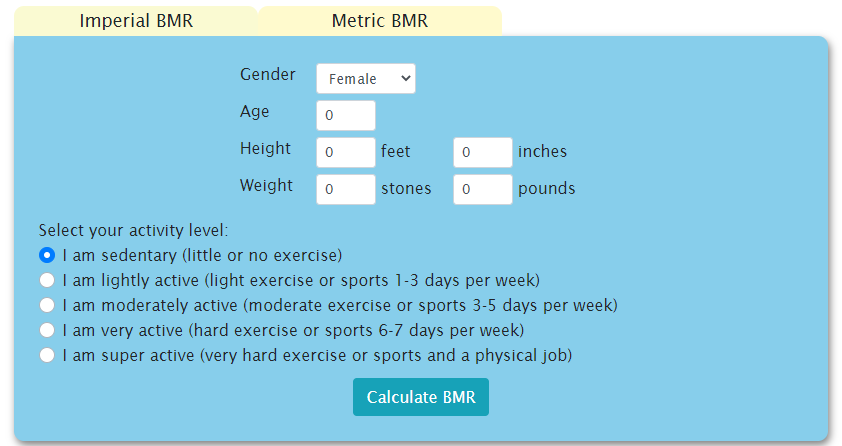 Imperial BMR Metric BMR
Gender Female
Age 0
Height 0 feet 0 inches
Weight 0 stones 0 pounds
Select your activity level:
I am sedentary (little or no exercise)
I am lightly active (light exercise or sports 1-3 days per week)
I am moderately active (moderate exercise or sports 3-5 days per week)
I am very active (hard exercise or sports 6-7 days per week)
I am super active (very hard exercise or sports and a physical job)
Calculate BMR